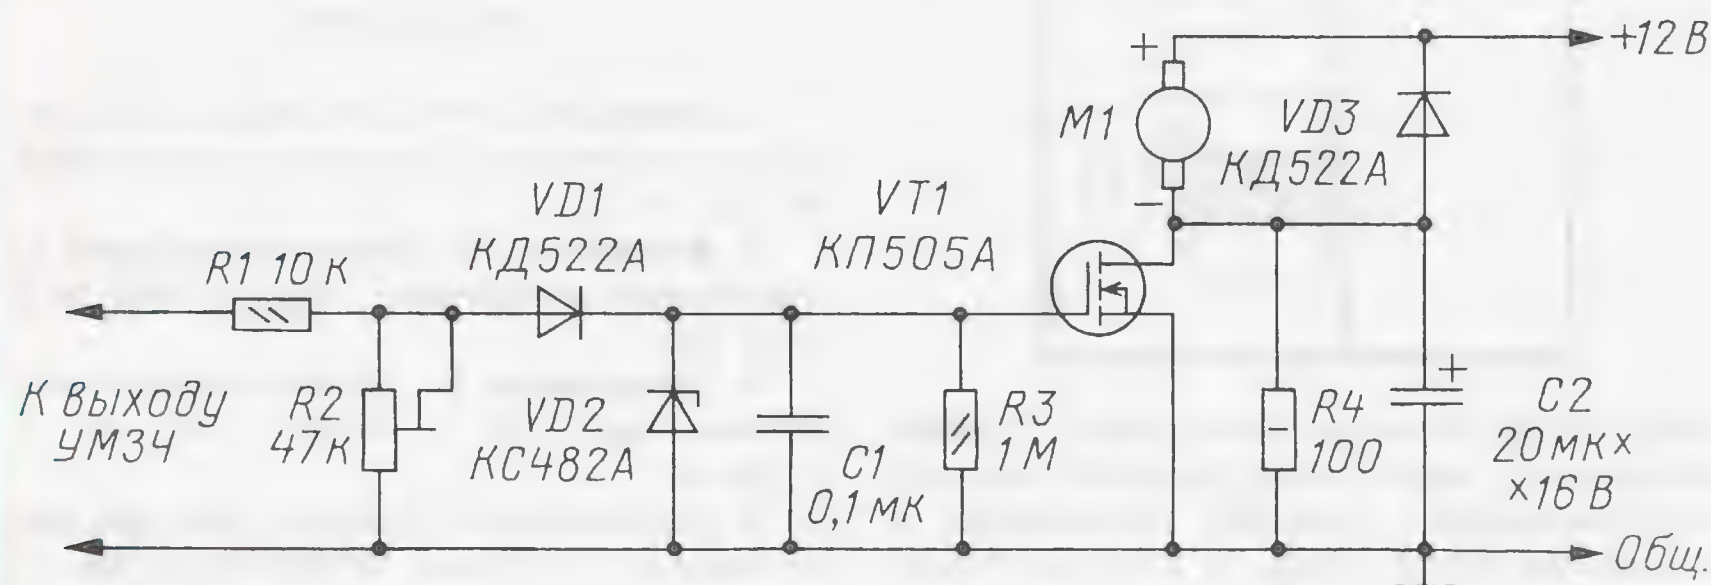 +12 В
+
M1
VD3
КД522А
–
VD1
КД522А
VT1
КП505А
R1 10 к
К выходу
УМЗЧ
R2
47 к
VD2
КС482А
C1
0,1 мк
R3
1 М
R4
100
+
C2
20 мк х
х16 В
Общ.